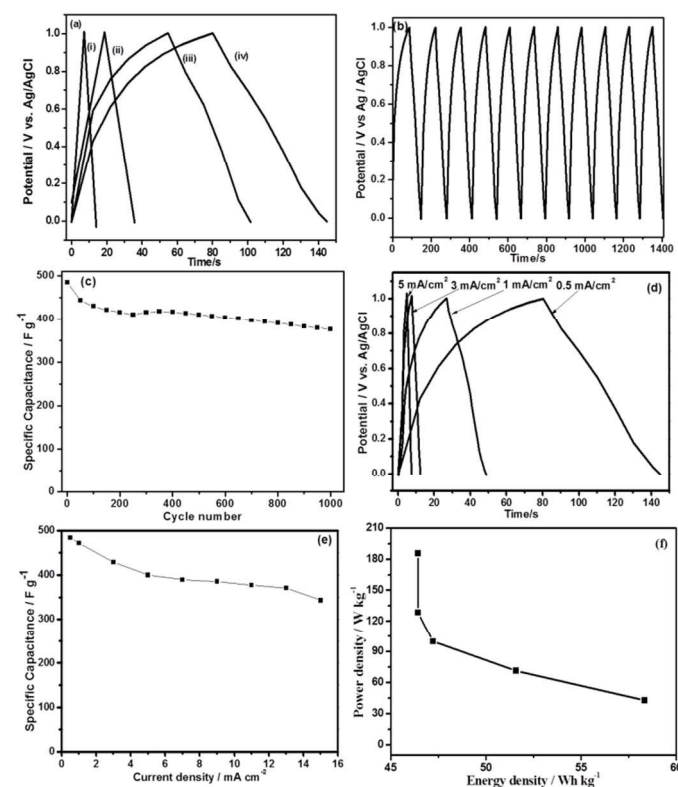 (a)
(i)
(ii)
(iii)
(iv)
1.0
0.8
0.6
0.4
0.2
0.0
Potential / V vs. Ag/AgCl
0 20 40 60 80 100 120 140
Time/s
(b)
1.0
0.8
0.6
0.4
0.2
0.0
Potential / V vs. Ag / AgCl
0 200 400 600 800 1000 1200 1400
Time/s
(c)
500
400
300
200
100
0
Specific Capacitance / F g-1
0 200 400 600 800 1000
Cycle number
5 mA/cm2
3 mA/cm2
1 mA/cm2
0.5 mA/cm2
(d)
1.0
0.8
0.6
0.4
0.2
0.0
Potential / V vs. Ag/AgCl
0 20 40 60 80 100 120 140
Time/s
(e)
500
400
300
200
100
0
Specific Capacitance / F g-1
0 2 4 6 8 10 12 14 16
Current density / mA cm-2
(f)
210
180
150
120
90
60
30
0
Power density / W kg-1
45 50 55 60
Energy density / Wh kg-1